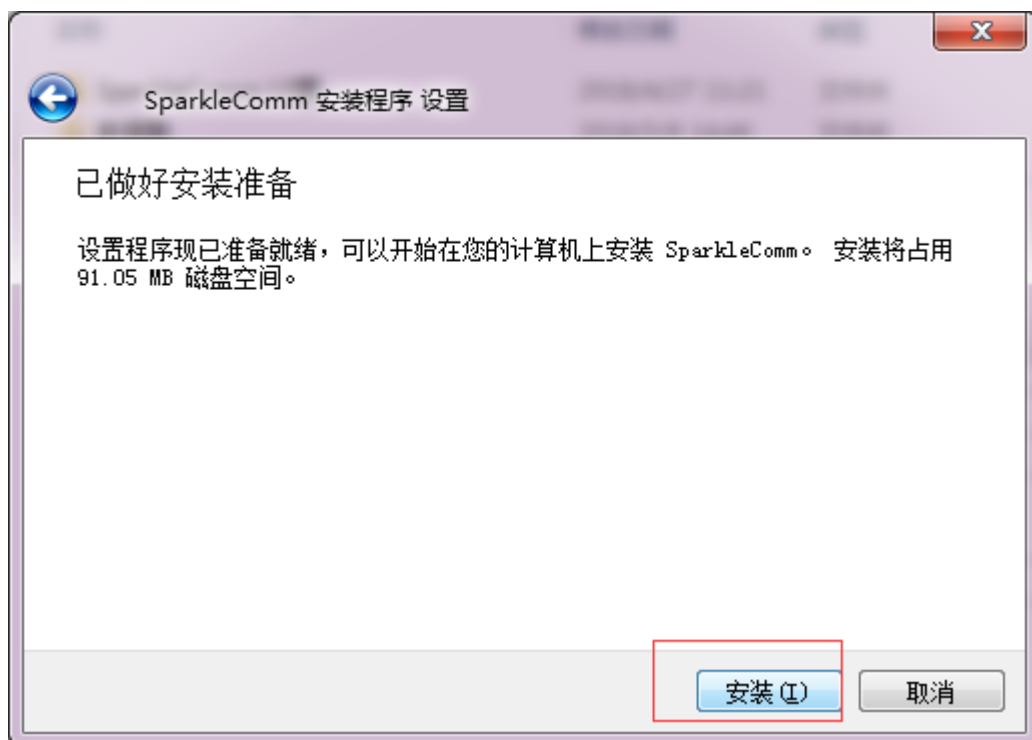 SparkleComm 安装程序 设置
已做好安装准备
设置程序现已准备就绪，可以开始在您的计算机上安装 SparkleComm。 安装将占用
91.05 MB 磁盘空间。
安装(I)
取消